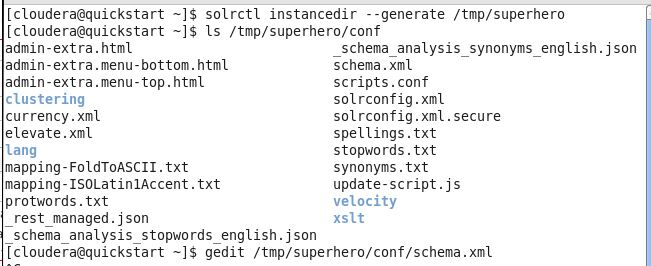 [cloudera@quickstart ~]$ solrctl instancedir --generate /tmp/superhero
[cloudera@quickstart ~]$ ls /tmp/superhero/conf
admin-extra.html _schema_analysis_synonyms_english.json
admin-extra.menu-bottom.html schema.xml
admin-extra.menu-top.html scripts.conf
clustering solrconfig.xml
currency.xml solrconfig.xml.secure
elevate.xml spellings.txt
lang stopwords.txt
mapping-FoldToASCII.txt synonyms.txt
mapping-ISOLatin1Accent.txt update-script.js
protwords.txt velocity
_rest_managed.json xslt
_schema_analysis_stopwords_english.json
[cloudera@quickstart ~]$ gedit /tmp/superhero/conf/schema.xml